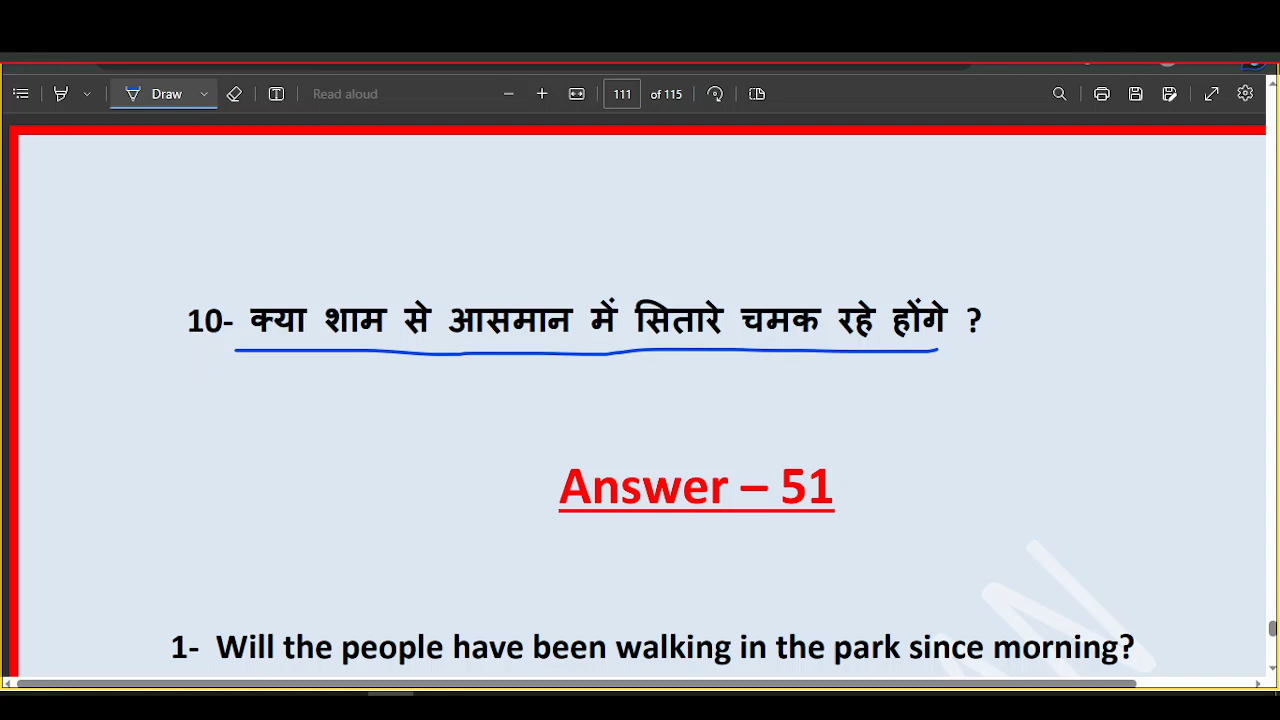 Draw
Read aloud
111 of 115
10- क्या शाम से आसमान में सितारे चमक रहे होंगे ?
Answer – 51
1- Will the people have been walking in the park since morning?